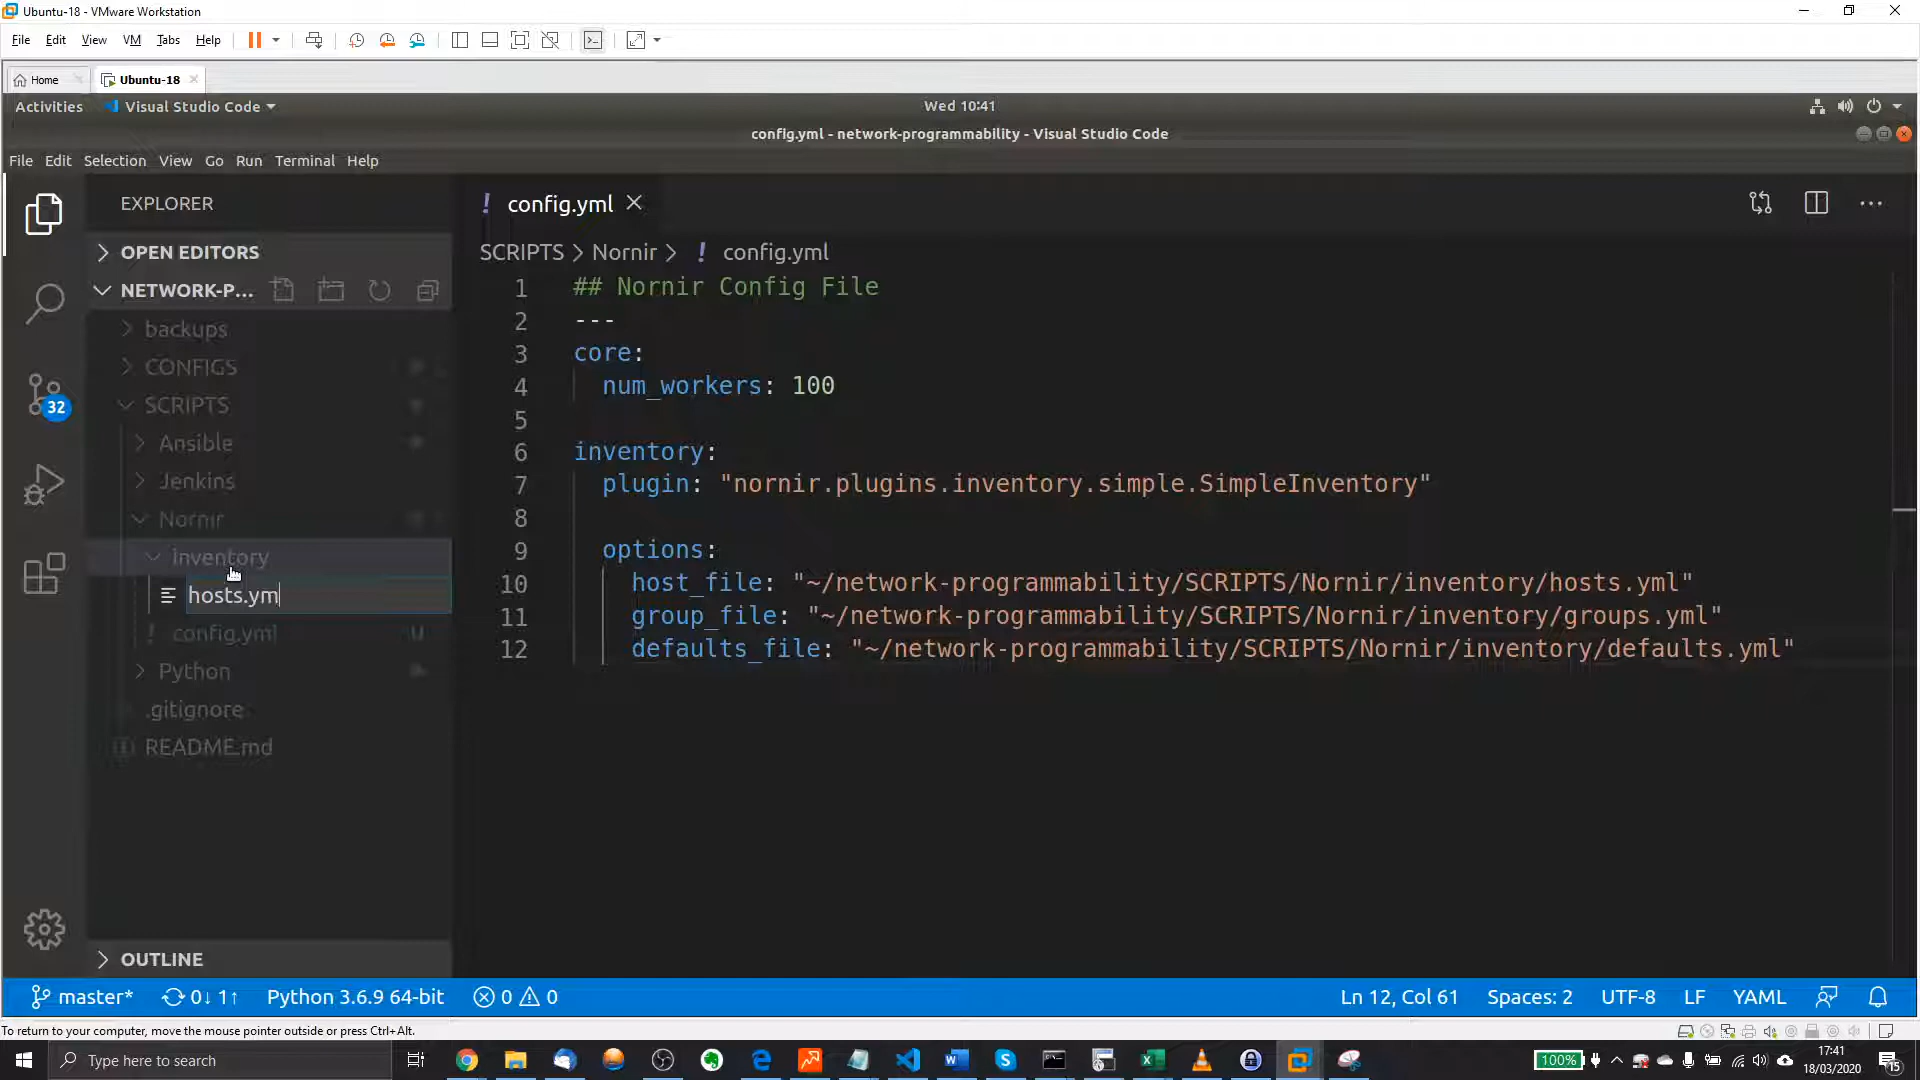 Ubuntu-18 - VMware Workstation
File Edit View VM Tabs Help
Home Ubuntu-18
Activities Visual Studio Code Wed 10:41
config.yml - network-programmability - Visual Studio Code
File Edit Selection View Go Run Terminal Help
EXPLORER
OPEN EDITORS
NETWORK-P...
backups
CONFIGS
SCRIPTS
Ansible
Jenkins
Nornir
inventory
hosts.ym
config.yml U
Python
.gitignore
README.md
OUTLINE
32
config.yml
SCRIPTS > Nornir > ! config.yml
1 ## Nornir Config File
2 ---
3 core:
4 num_workers: 100
5
6 inventory:
7 plugin: "nornir.plugins.inventory.simple.SimpleInventory"
8
9 options:
10 host_file: "~/network-programmability/SCRIPTS/Nornir/inventory/hosts.yml"
11 group_file: "~/network-programmability/SCRIPTS/Nornir/inventory/groups.yml"
12 defaults_file: "~/network-programmability/SCRIPTS/Nornir/inventory/defaults.yml"
master* 0↓ 1↑ Python 3.6.9 64-bit 0 0 Ln 12, Col 61 Spaces: 2 UTF-8 LF YAML
To return to your computer, move the mouse pointer outside or press Ctrl+Alt.
Type here to search
100%
17:41
18/03/2020
15